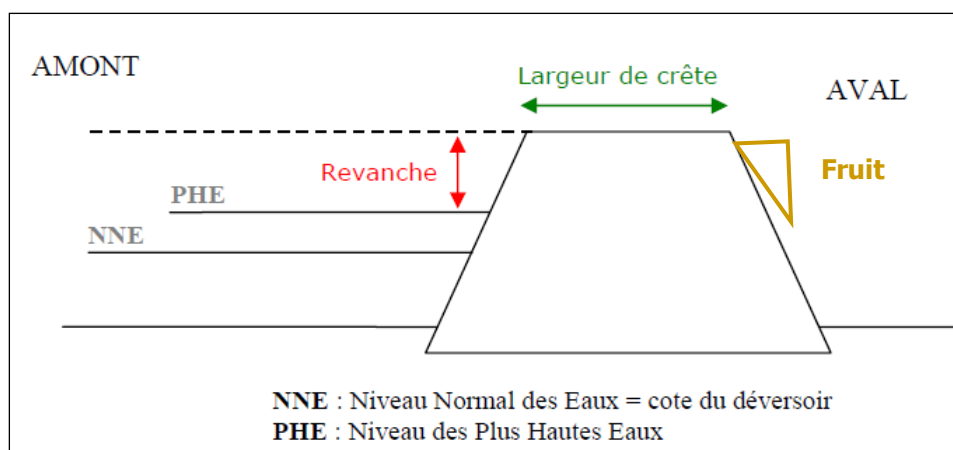 AMONT
Largeur de crête
AVAL
Revanche
Fruit
PHE
NNE
NNE : Niveau Normal des Eaux = cote du déversoir
PHE : Niveau des Plus Hautes Eaux